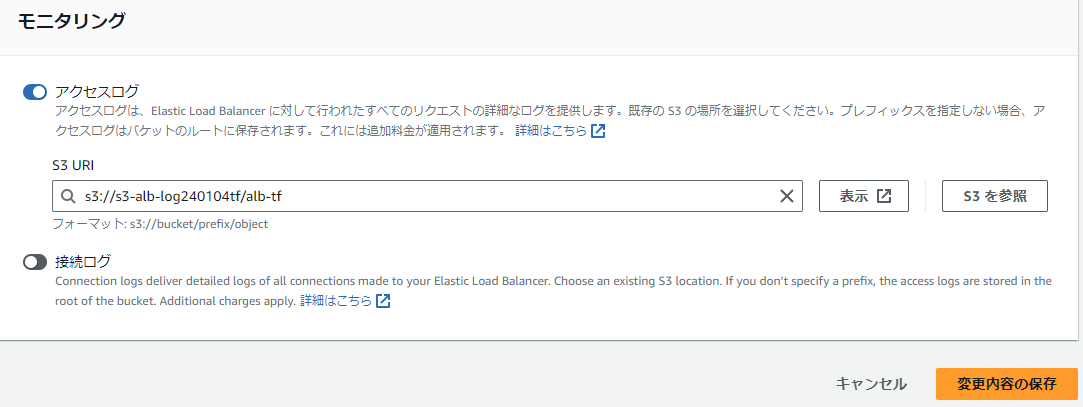 モニタリング
アクセスログ
アクセスログは、Elastic Load Balancer に対して行われたすべてのリクエストの詳細なログを提供します。既存の S3 の場所を選択してください。プレフィックスを指定しない場合、ア
クセスログはバケットのルートに保存されます。これには追加料金が適用されます。 詳細はこちら
S3 URI
s3://s3-alb-log240104tf/alb-tf
表示
S3 を参照
フォーマット: s3://bucket/prefix/object
接続ログ
Connection logs deliver detailed logs of all connections made to your Elastic Load Balancer. Choose an existing S3 location. If you don’t specify a prefix, the access logs are stored in the
root of the bucket. Additional charges apply. 詳細はこちら
キャンセル
変更内容の保存